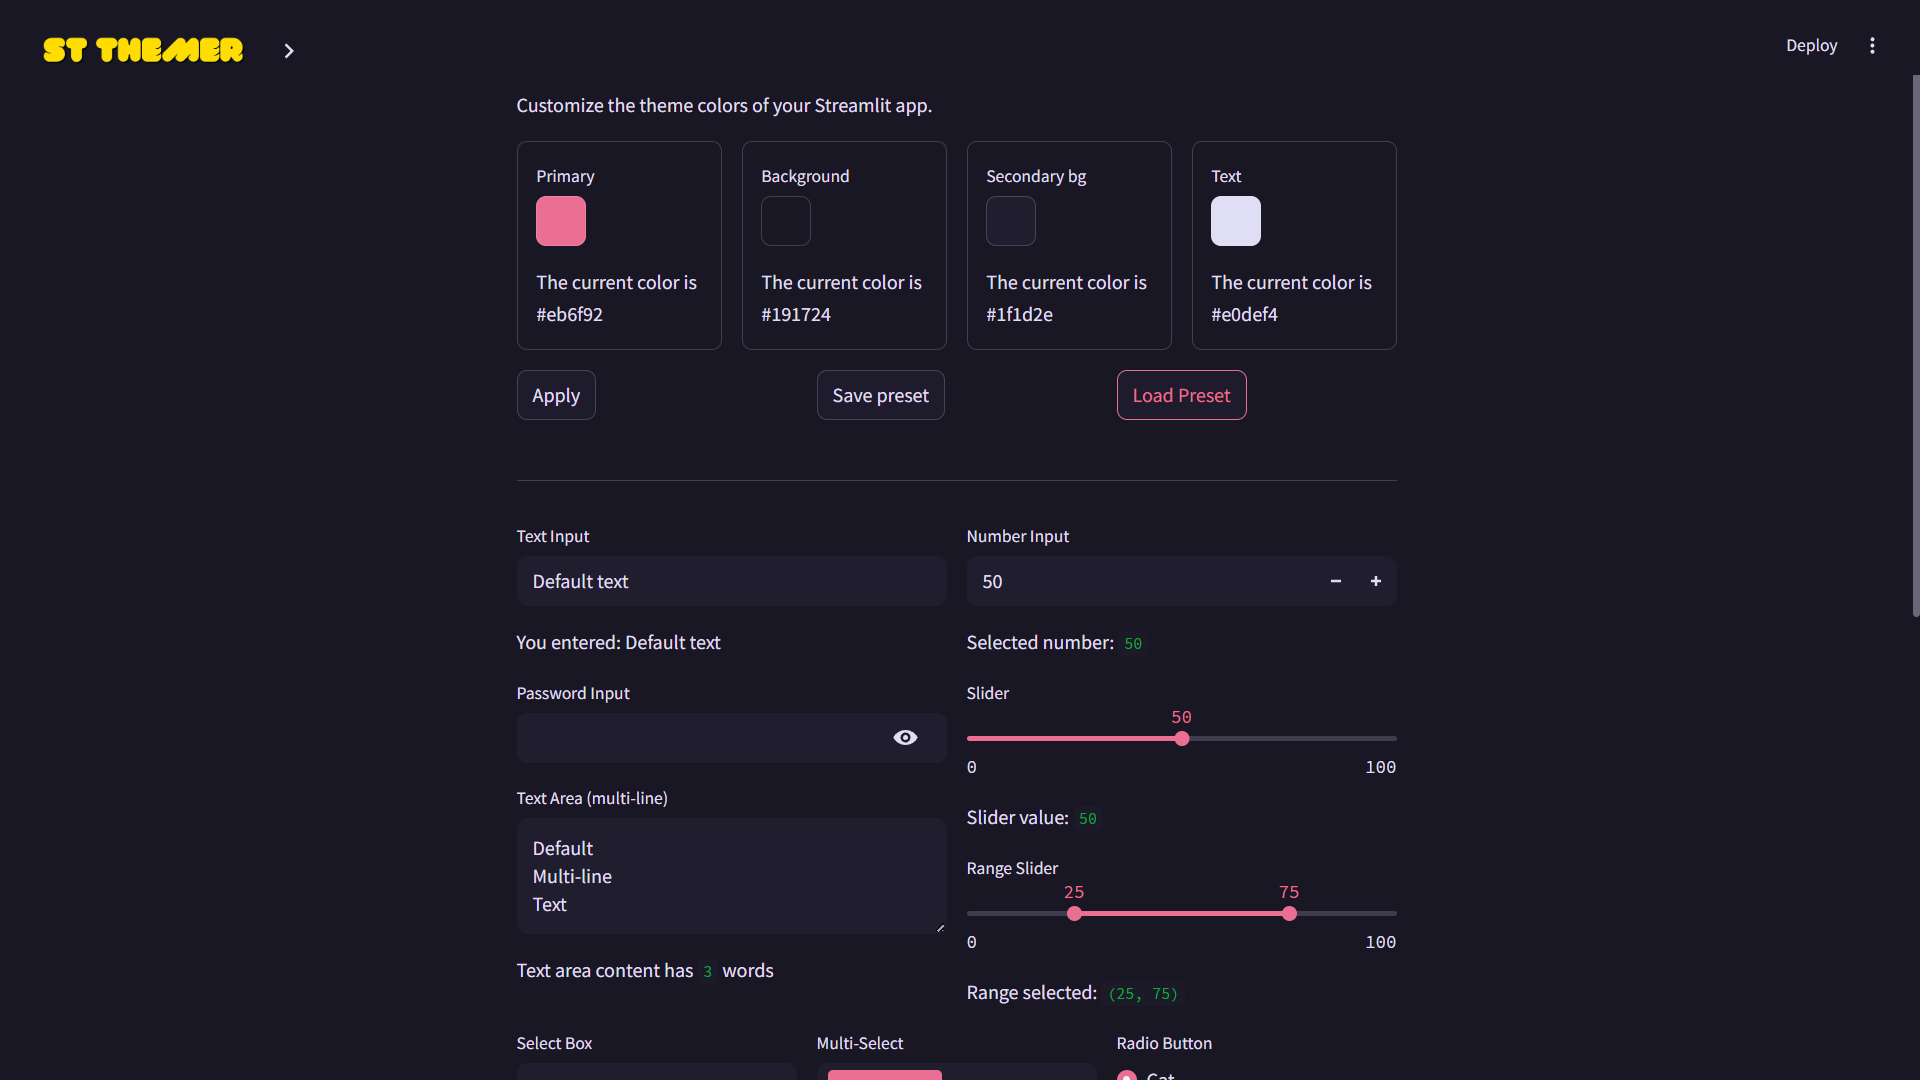 ST THEMER
Deploy
Customize the theme colors of your Streamlit app.
Primary
The current color is
#eb6f92
Background
The current color is
#191724
Secondary bg
The current color is
#1f1d2e
Text
The current color is
#e0def4
Apply
Save preset
Load Preset
Text Input
Default text
You entered: Default text
Password Input
Text Area (multi-line)
Default
Multi-line
Text
Text area content has 3 words
Number Input
50
Selected number: 50
Slider
50
0 100
Slider value: 50
Range Slider
25 75
0 100
Range selected: (25, 75)
Select Box
Multi-Select
Radio Button
Cat